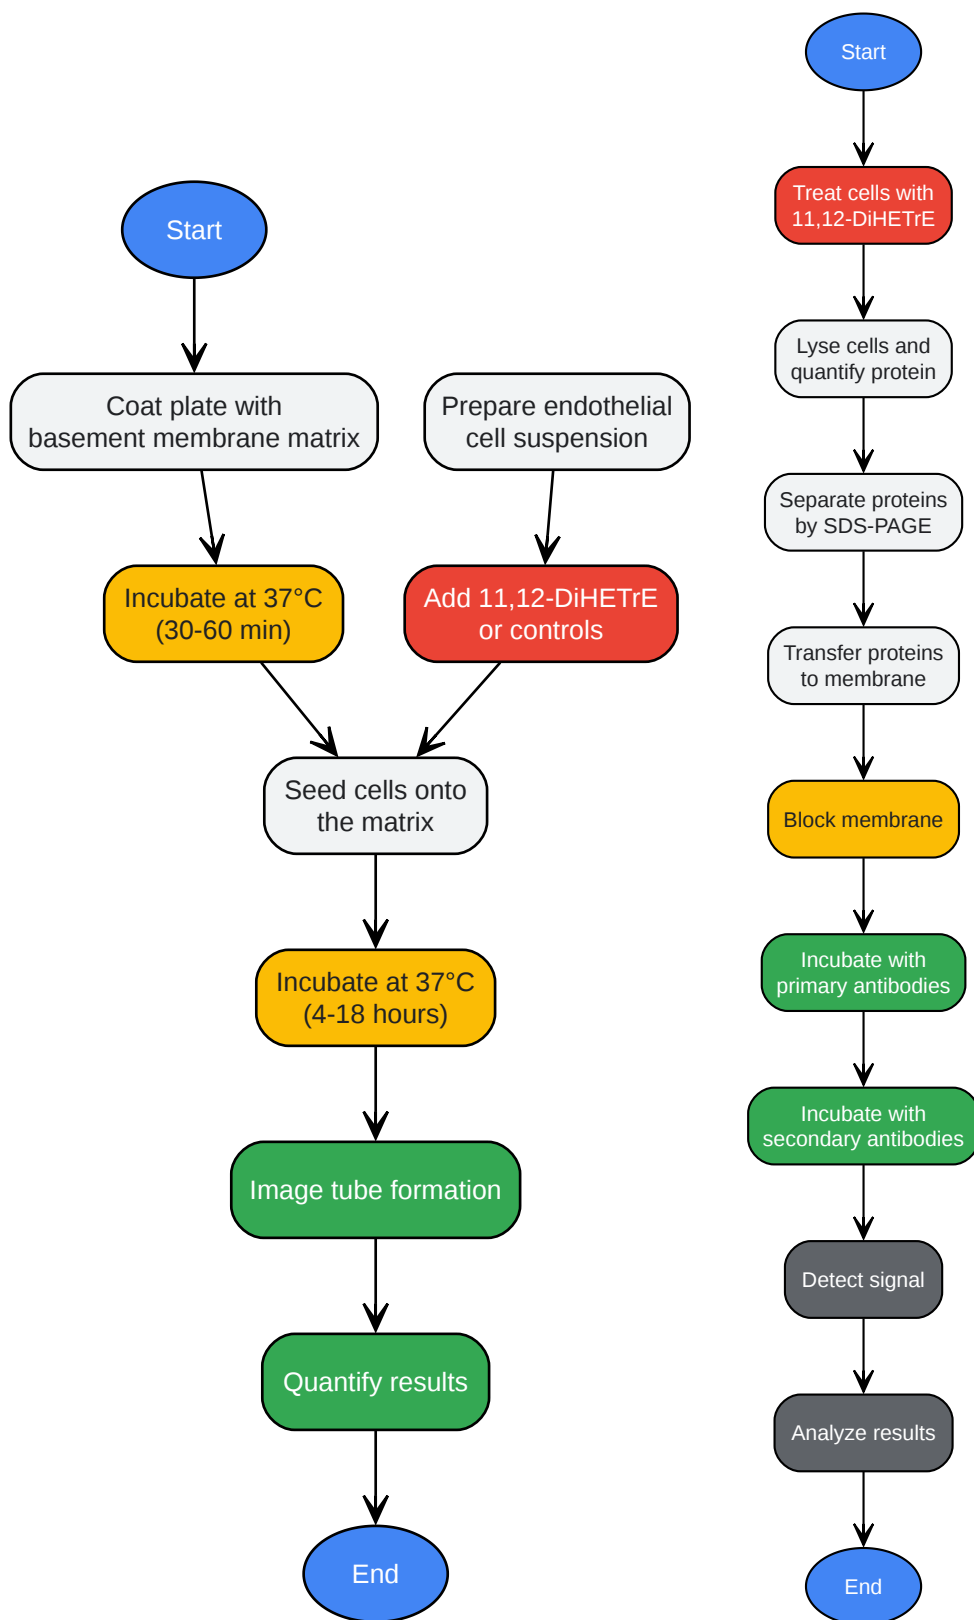 Start
Coat plate with
basement membrane matrix
Prepare endothelial
cell suspension
Incubate at 37°C
(30-60 min)
Add 11,12-DiHETrE
or controls
Seed cells onto
the matrix
Incubate at 37°C
(4-18 hours)
Image tube formation
Quantify results
End
Start
Treat cells with
11,12-DiHETrE
Lyse cells and
quantify protein
Separate proteins
by SDS-PAGE
Transfer proteins
to membrane
Block membrane
Incubate with
primary antibodies
Incubate with
secondary antibodies
Detect signal
Analyze results
End